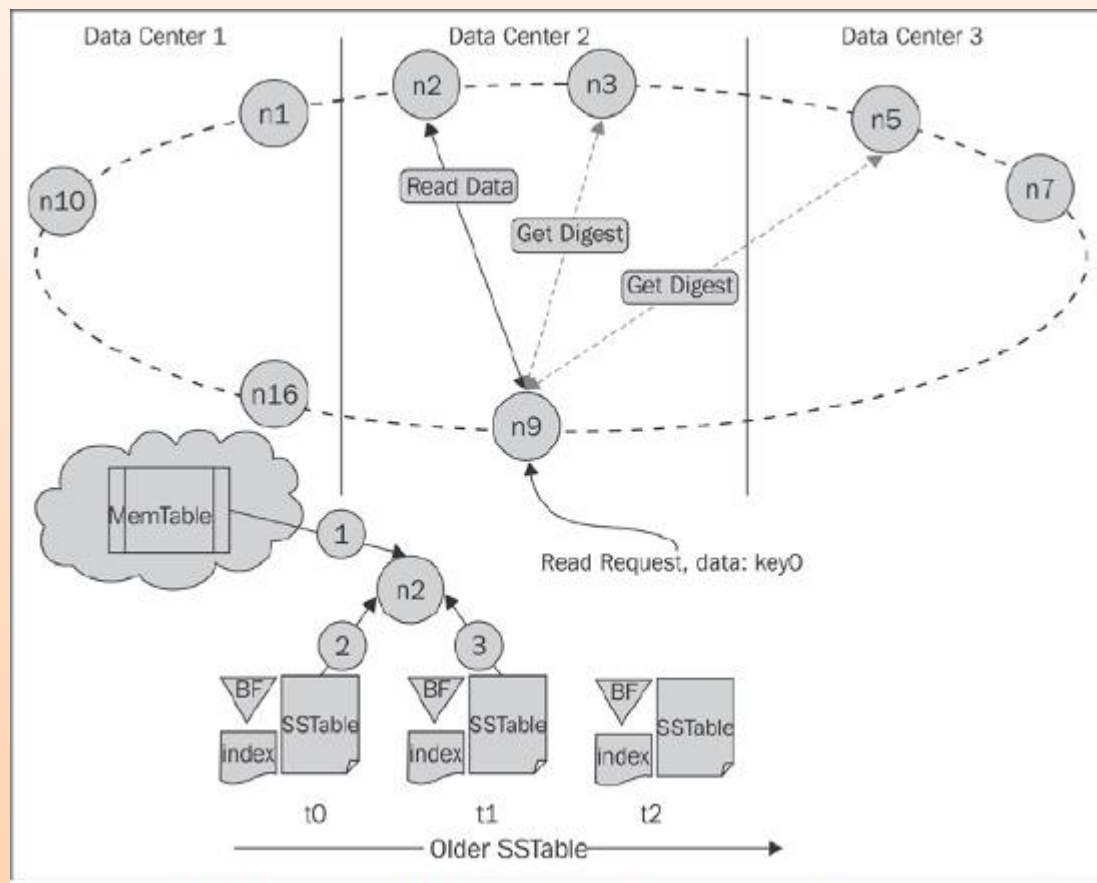 Data Center 1
Data Center 2
Data Center 3
n1
n2
n3
n5
n10
n7
Read Data
Get Digest
Get Digest
n16
n9
MemTable
1
Read Request, data: key0
n2
2
3
BF
SSTable
index
BF
SSTable
index
BF
SSTable
index
t0
t1
t2
Older SSTable